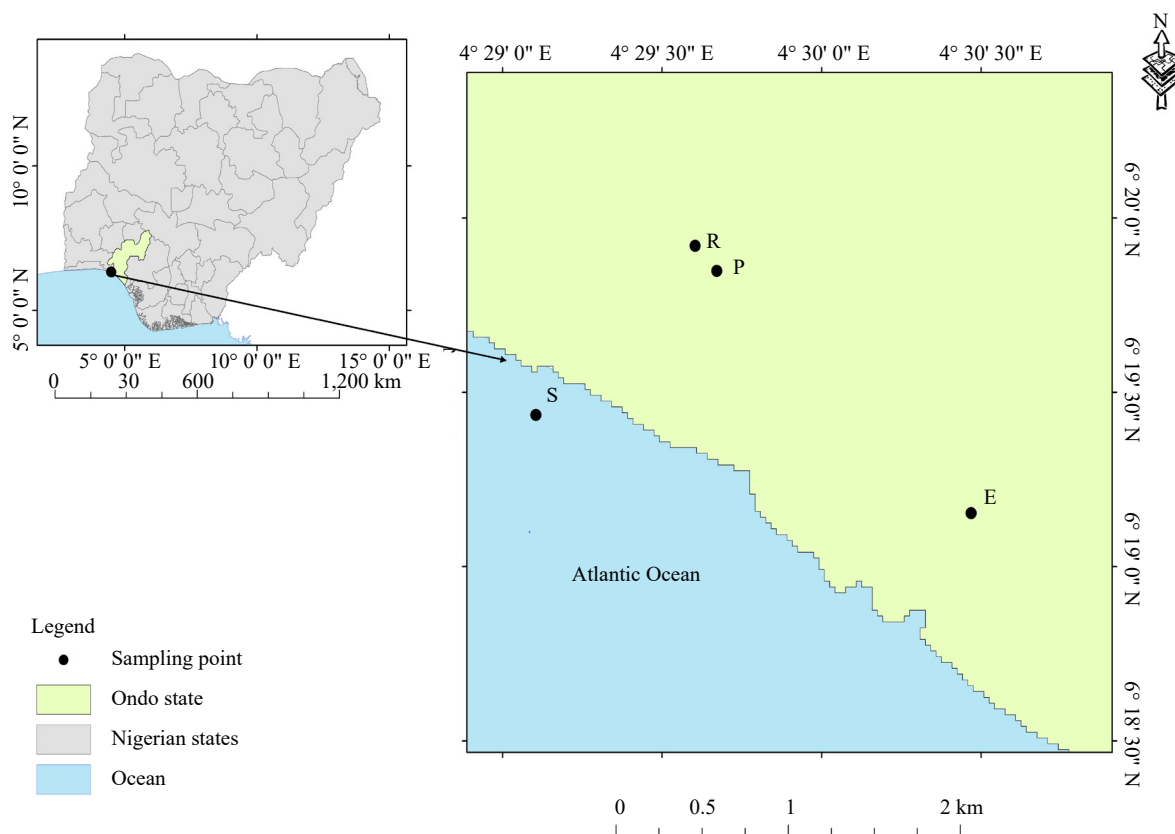 4° 29' 0" E 4° 29' 30" E 4° 30' 0" E 4° 30' 30" E
N
10° 0' 0" N
5° 0' 0" N
5° 0' 0" E 10° 0' 0" E 15° 0' 0" E
0 30 600 1,200 km
6° 20' 0" N
6° 19' 30" N
6° 19' 0" N
6° 18' 30" N
R
P
S
E
Atlantic Ocean
Legend
Sampling point
Ondo state
Nigerian states
Ocean
0 0.5 1 2 km